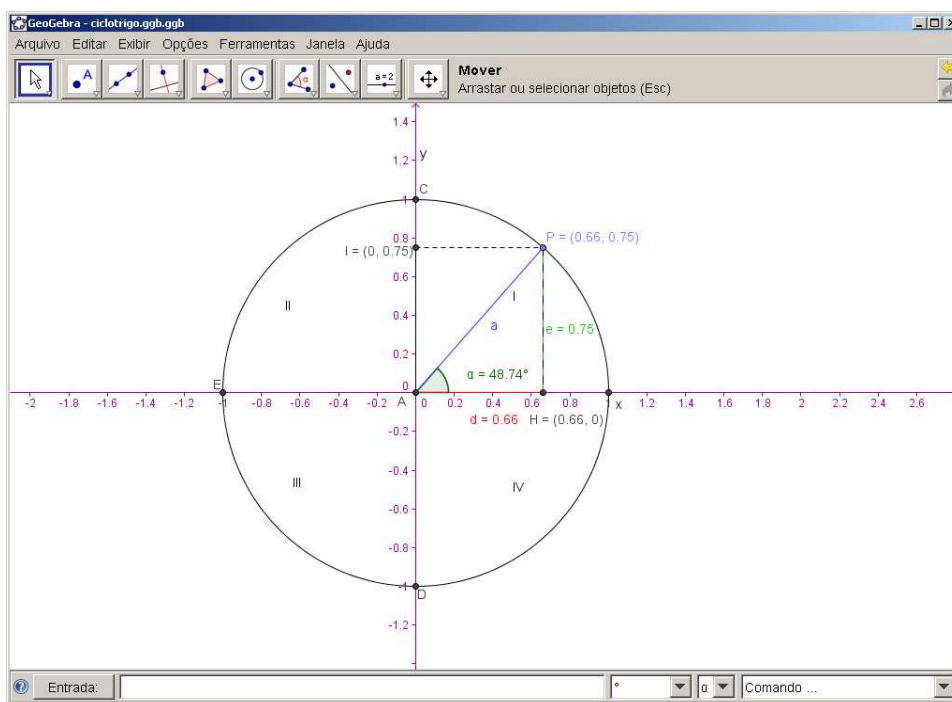 GeoGebra - ciclotrigo.ggb.ggb
Arquivo Editar Exibir Opções Ferramentas Janela Ajuda
A α a=2
Mover
Arrastar ou selecionar objetos (Esc)
1.4
1.2
y
C
1
0.8
P = (0.66, 0.75)
I = (0, 0.75)
0.6
II
I
0.4
a
e = 0.75
0.2
α = 48.74°
0
E
A
-2 -1.8 -1.6 -1.4 -1.2 -1 -0.8 -0.6 -0.4 -0.2 0 0.2 0.4 0.6 0.8 1 x 1.2 1.4 1.6 1.8 2 2.2 2.4 2.6
d = 0.66 H = (0.66, 0)
-0.2
-0.4
III
IV
-0.6
-0.8
-1
D
-1.2
Entrada: ° α Comando ...